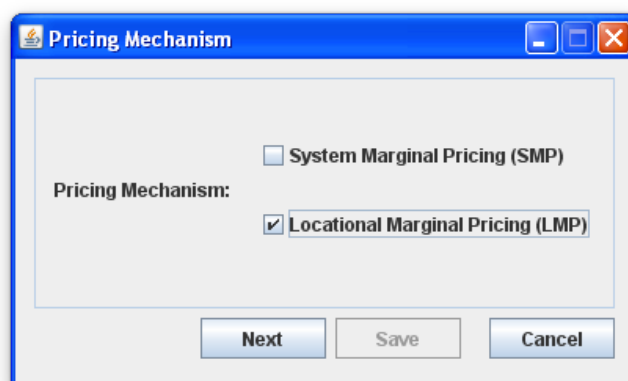 Pricing Mechanism
System Marginal Pricing (SMP)
Pricing Mechanism:
Locational Marginal Pricing (LMP)
Next Save Cancel